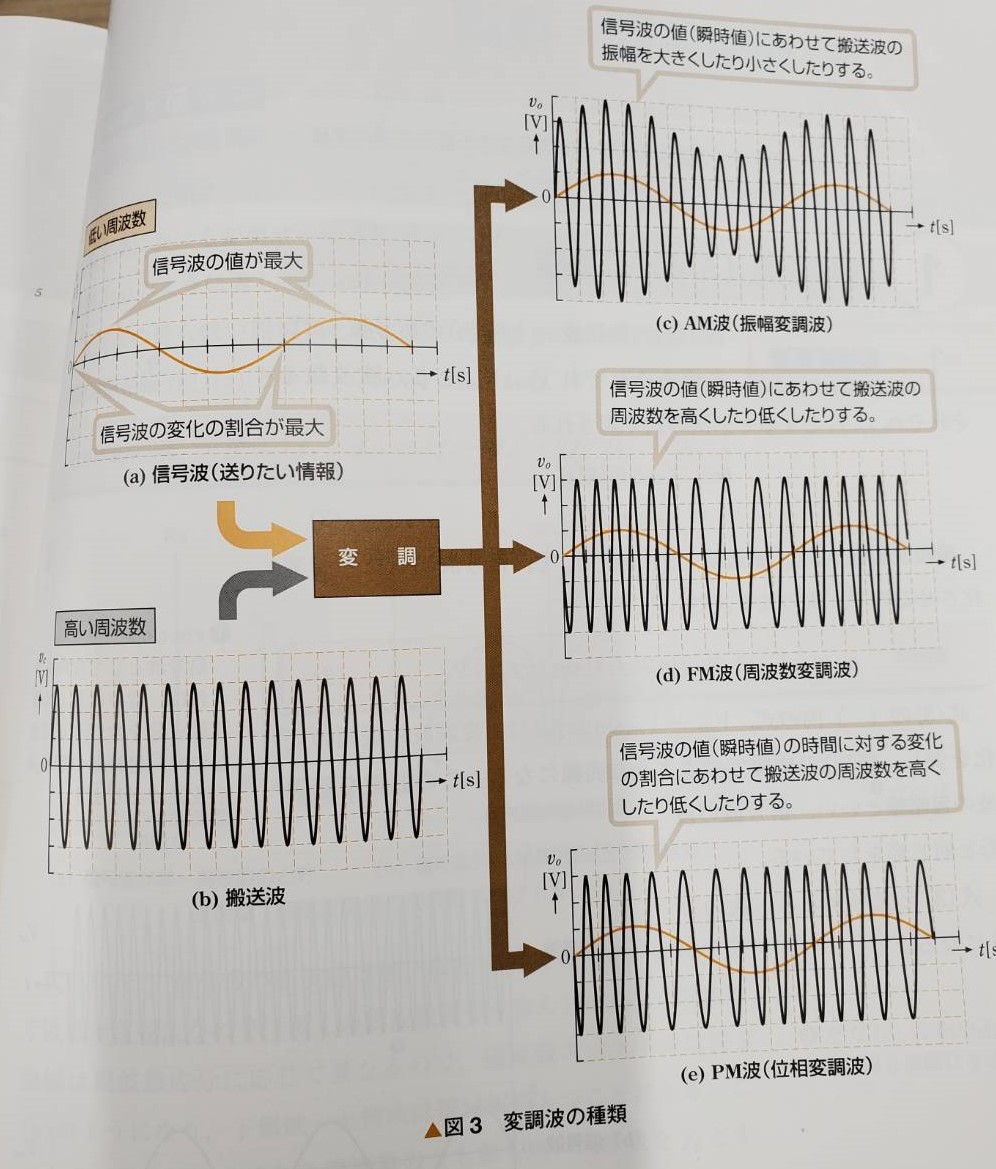 低い周波数
信号波の値が最大
t[s]
信号波の変化の割合が最大
(a) 信号波(送りたい情報)
変 調
高い周波数
[V]
0
t[s]
(b) 搬送波
信号波の値(瞬時値)にあわせて搬送波の
振幅を大きくしたり小さくしたりする。
vo
[V]
0
t[s]
(c) AM波(振幅変調波)
信号波の値(瞬時値)にあわせて搬送波の
周波数を高くしたり低くしたりする。
vo
[V]
0
t[s]
(d) FM波(周波数変調波)
信号波の値(瞬時値)の時間に対する変化
の割合にあわせて搬送波の周波数を高く
したり低くしたりする。
vo
[V]
0
t[s
(e) PM波(位相変調波)
▲図3 変調波の種類
5